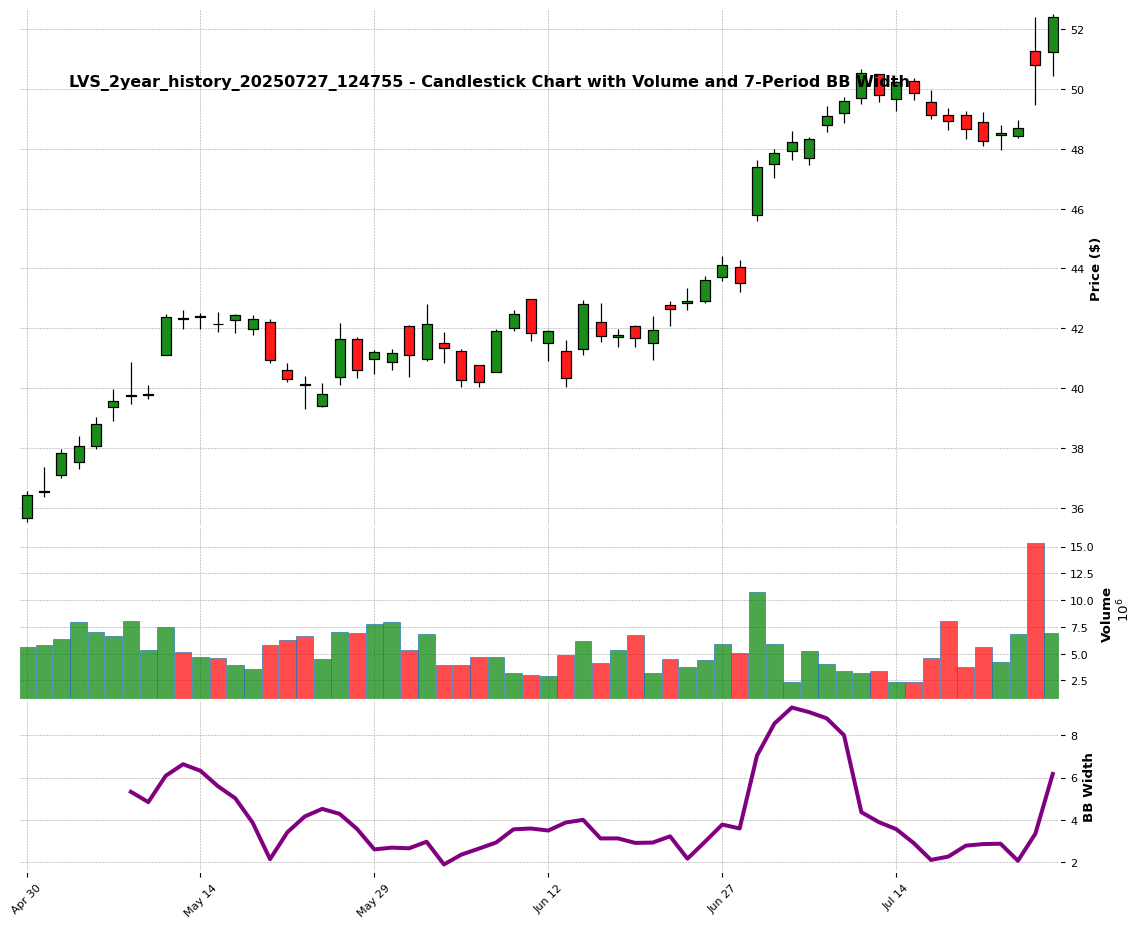 LVS_2year_history_20250727_124755 - Candlestick Chart with Volume and 7-Period BB Width
52
50
48
46
44
42
40
38
36
Price ($)
15.0
12.5
10.0
7.5
5.0
2.5
Volume
10^6
8
6
4
2
BB Width
Apr 30
May 14
May 29
Jun 12
Jun 27
Jul 14